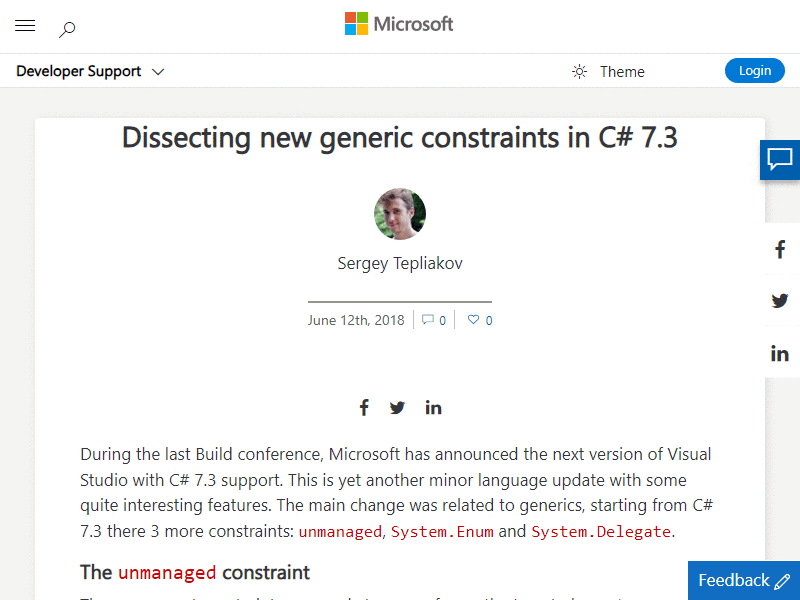 Microsoft
Developer Support
Theme
Login
Dissecting new generic constraints in C# 7.3
Sergey Tepliakov
June 12th, 2018 0 0
During the last Build conference, Microsoft has announced the next version of Visual
Studio with C# 7.3 support. This is yet another minor language update with some
quite interesting features. The main change was related to generics, starting from C#
7.3 there 3 more constraints: unmanaged, System.Enum and System.Delegate.
The unmanaged constraint
Feedback